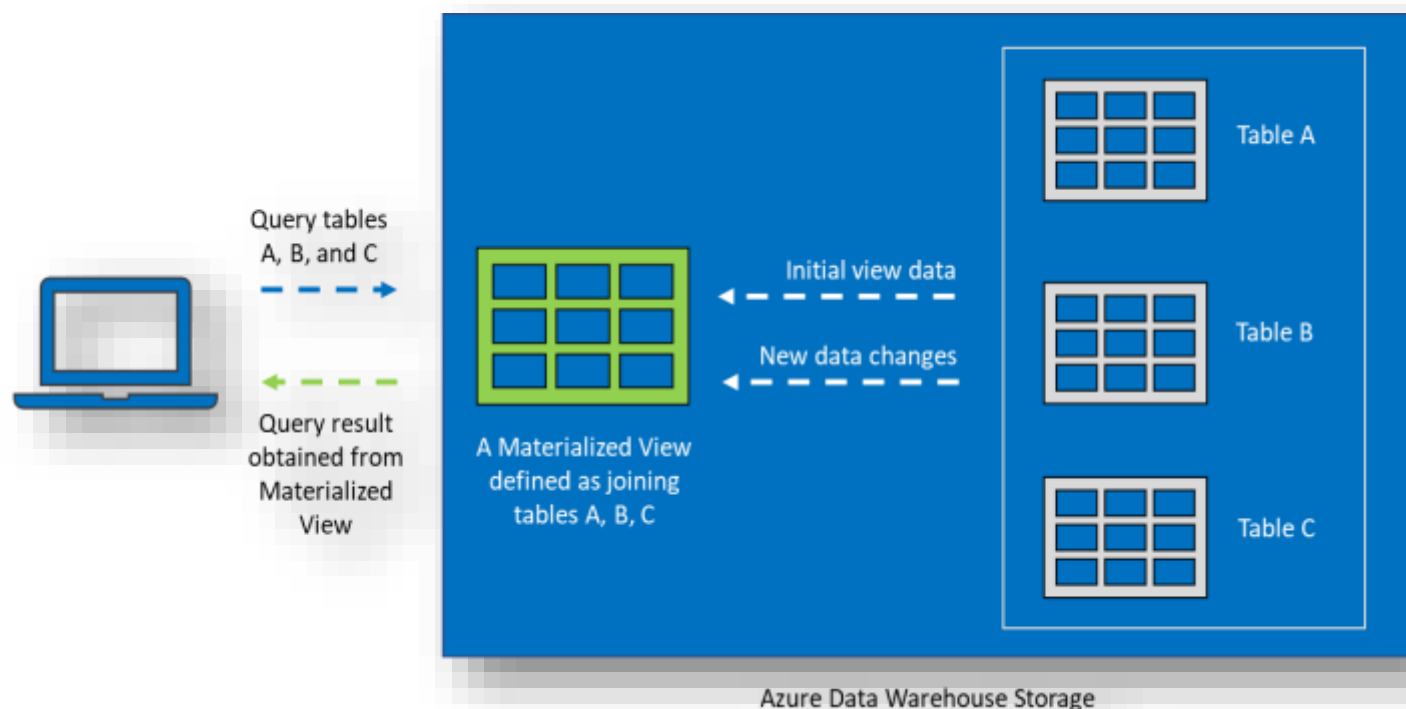 Query tables
A, B, and C
Query result
obtained from
Materialized
View
A Materialized View
defined as joining
tables A, B, C
Initial view data
New data changes
Table A
Table B
Table C
Azure Data Warehouse Storage